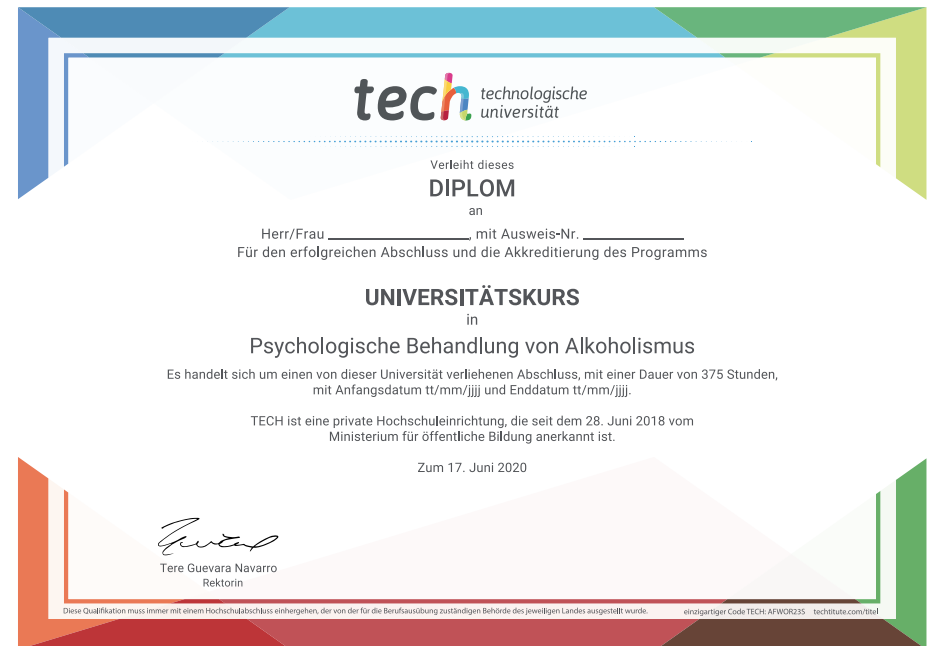 tech technologische
universität
Verleiht dieses
DIPLOM
an
Herr/Frau ____________________, mit Ausweis-Nr. ______________
Für den erfolgreichen Abschluss und die Akkreditierung des Programms
UNIVERSITÄTSKURS
in
Psychologische Behandlung von Alkoholismus
Es handelt sich um einen von dieser Universität verliehenen Abschluss, mit einer Dauer von 375 Stunden,
mit Anfangsdatum tt/mm/jjjj und Enddatum tt/mm/jjjj.
TECH ist eine private Hochschuleinrichtung, die seit dem 28. Juni 2018 vom
Ministerium für öffentliche Bildung anerkannt ist.
Zum 17. Juni 2020
Tere Guevara Navarro
Rektorin
Diese Qualifikation muss immer mit einem Hochschulabschluss einhergehen, der von der für die Berufsausübung zuständigen Behörde des jeweiligen Landes ausgestellt wurde. einzigartiger Code TECH: AFWOR23S techtitute.com/titel